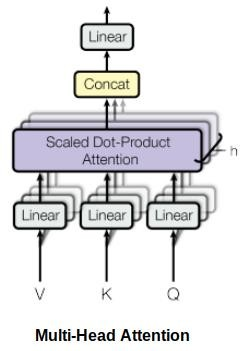 Linear
Concat
Scaled Dot-Product
Attention
h
Linear Linear Linear
V K Q
Multi-Head Attention